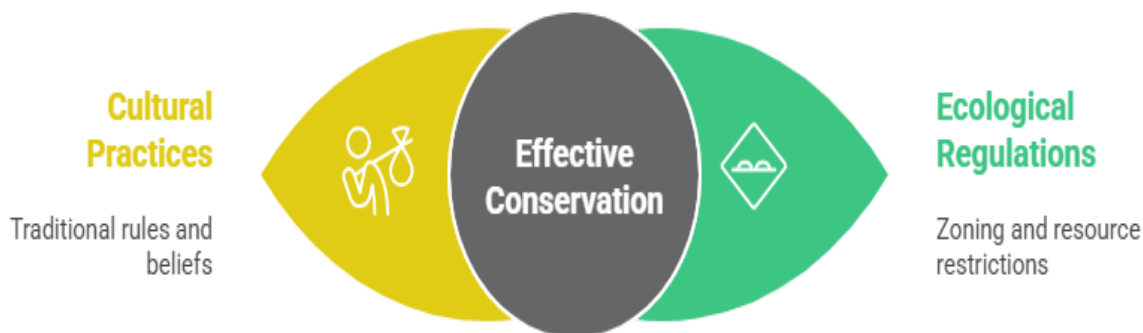 Cultural
Practices
Traditional rules and
beliefs
Effective
Conservation
Ecological
Regulations
Zoning and resource
restrictions